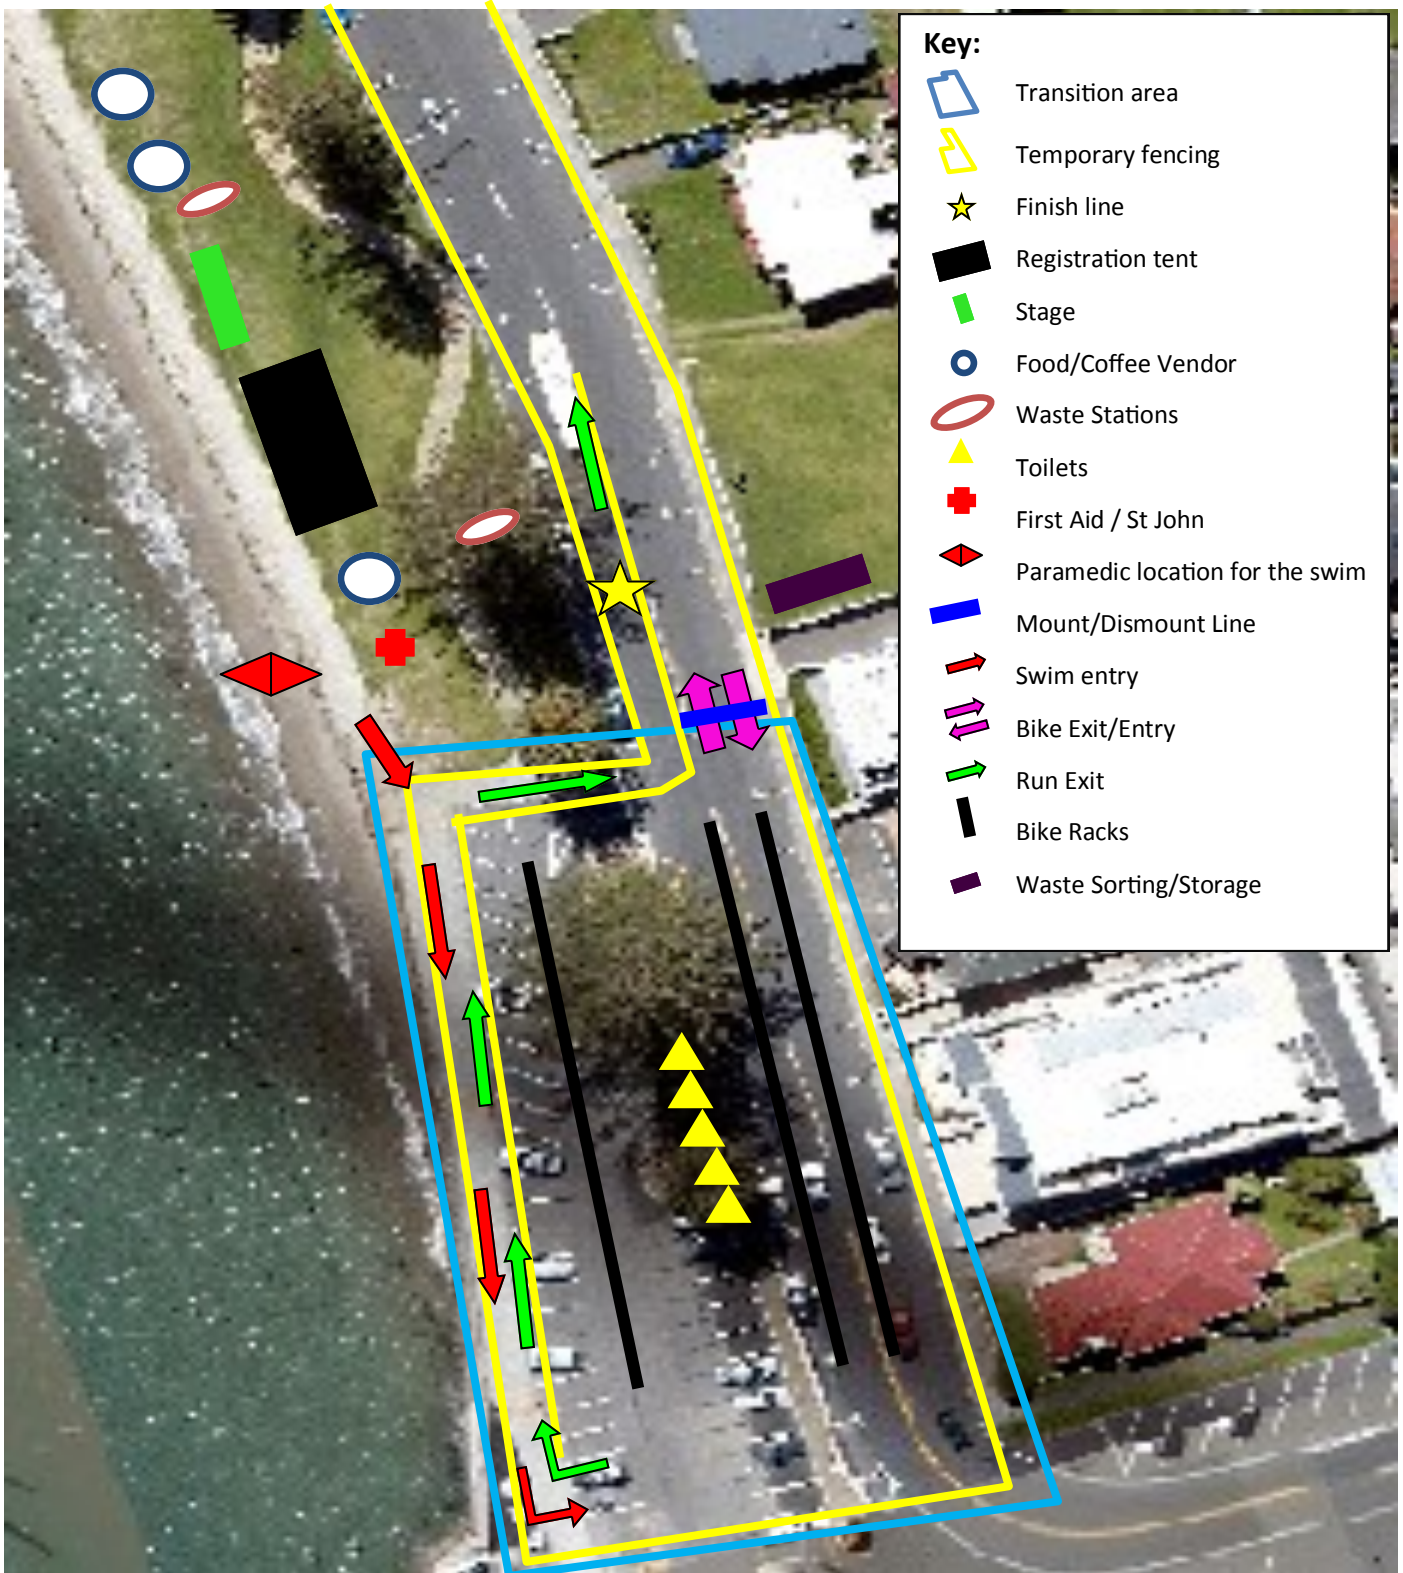 Key:
Transition area
Temporary fencing
Finish line
Registration tent
Stage
Food/Coffee Vendor
Waste Stations
Toilets
First Aid / St John
Paramedic location for the swim
Mount/Dismount Line
Swim entry
Bike Exit/Entry
Run Exit
Bike Racks
Waste Sorting/Storage